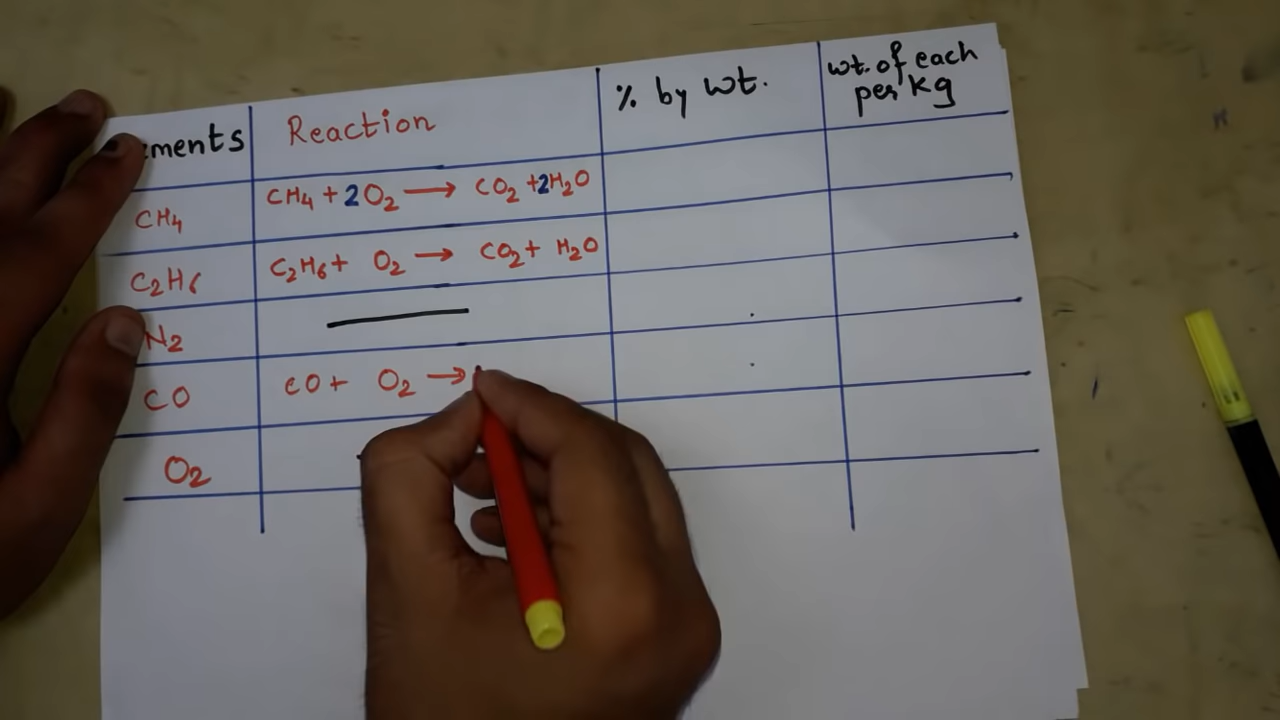 ments Reaction % by wt. wt. of each per Kg
CH4 CH4 + 2O2 → CO2 + 2H2O
C2H6 C2H6 + O2 → CO2 + H2O
N2
CO CO + O2 →
O2